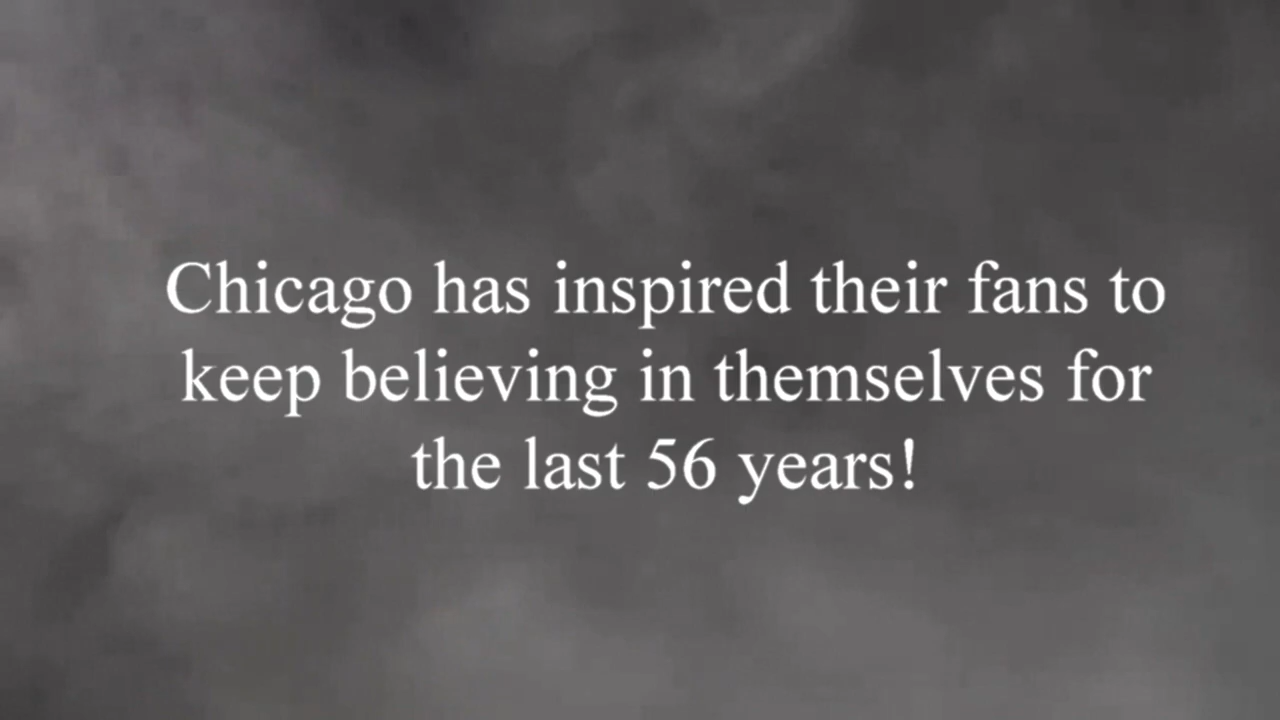 Chicago has inspired their fans to
keep believing in themselves for
the last 56 years!